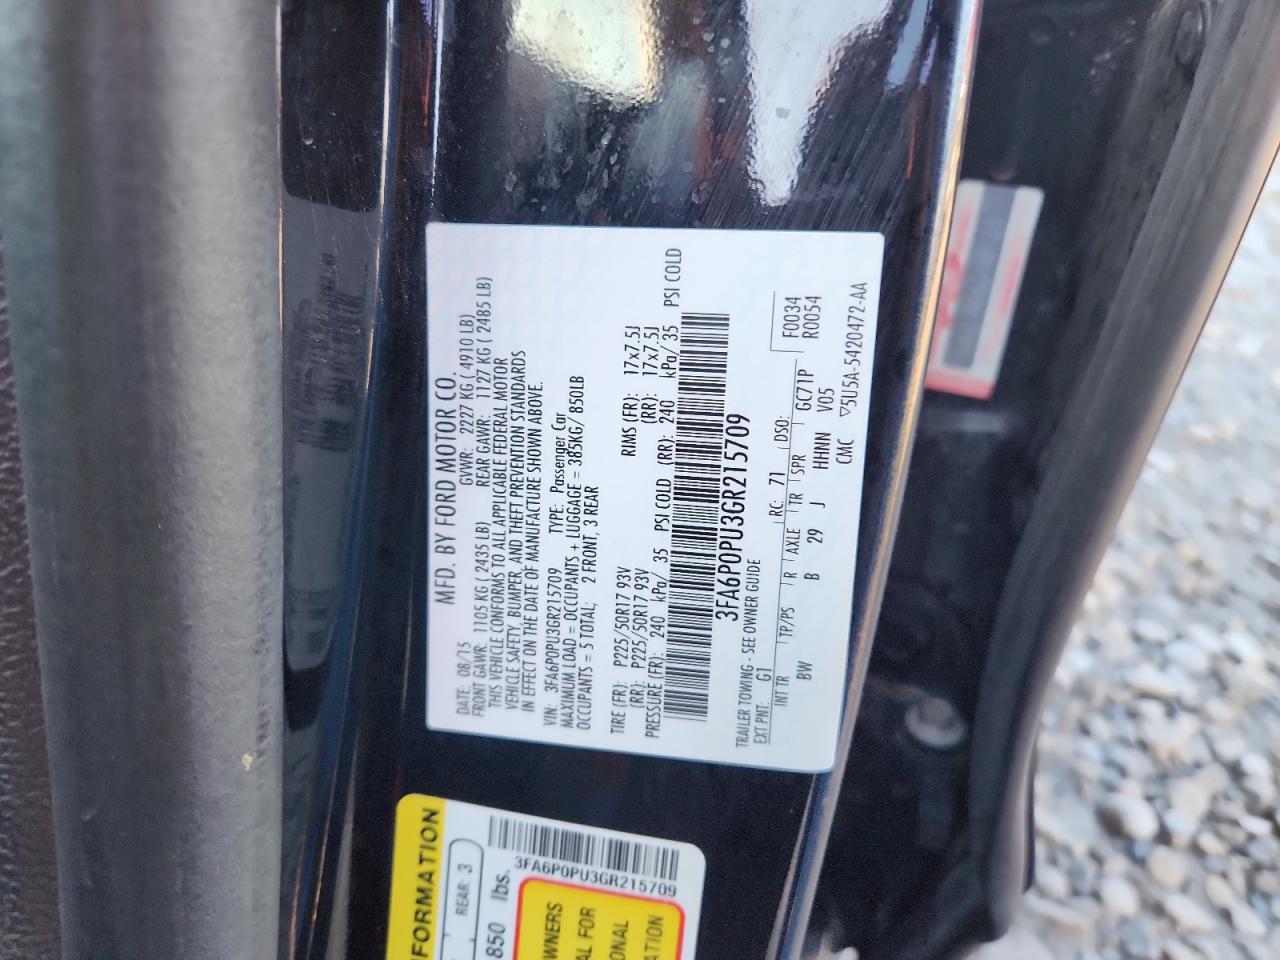 MFD. BY FORD MOTOR CO.
DATE: 08/15 GWR: 2227 KG ( 4910 LB)
FRONT GAWR: 1105 KG ( 2435 LB) REAR GAWR: 1127 KG ( 2485 LB)
THIS VEHICLE CONFORMS TO ALL APPLICABLE FEDERAL MOTOR
VEHICLE SAFETY, BUMPER, AND THEFT PREVENTION STANDARDS
IN EFFECT ON THE DATE OF MANUFACTURE SHOWN ABOVE.
VIN: 3FA6P0PU3GR215709 TYPE: Passenger Car
MAXIMUM LOAD = OCCUPANTS + LUGGAGE = 385KG/ 850LB
OCCUPANTS = 5 TOTAL; 2 FRONT, 3 REAR
TIRE (FR): P225/50R17 93V RIMS (FR): 17x7.5J
(RR): P225/50R17 93V (RR): 17x7.5J
PRESSURE (FR): 240 kPa/ 35 PSI COLD (RR): 240 kPa/ 35 PSI COLD
3FA6P0PU3GR215709
TRAILER TOWING - SEE OWNER GUIDE
EXT PNT: G1 RC: 71 DSO: F0034
R0054
INT TR TP/PS R AXLE TR SPR GC71P
BW B 29 J HHNN V05
CMC ▽5U5A-5420472-AA
FORMATION
REAR: 3
850 lbs.
3FA6P0PU3GR215709
OWNERS
AL FOR
ONAL
ATION